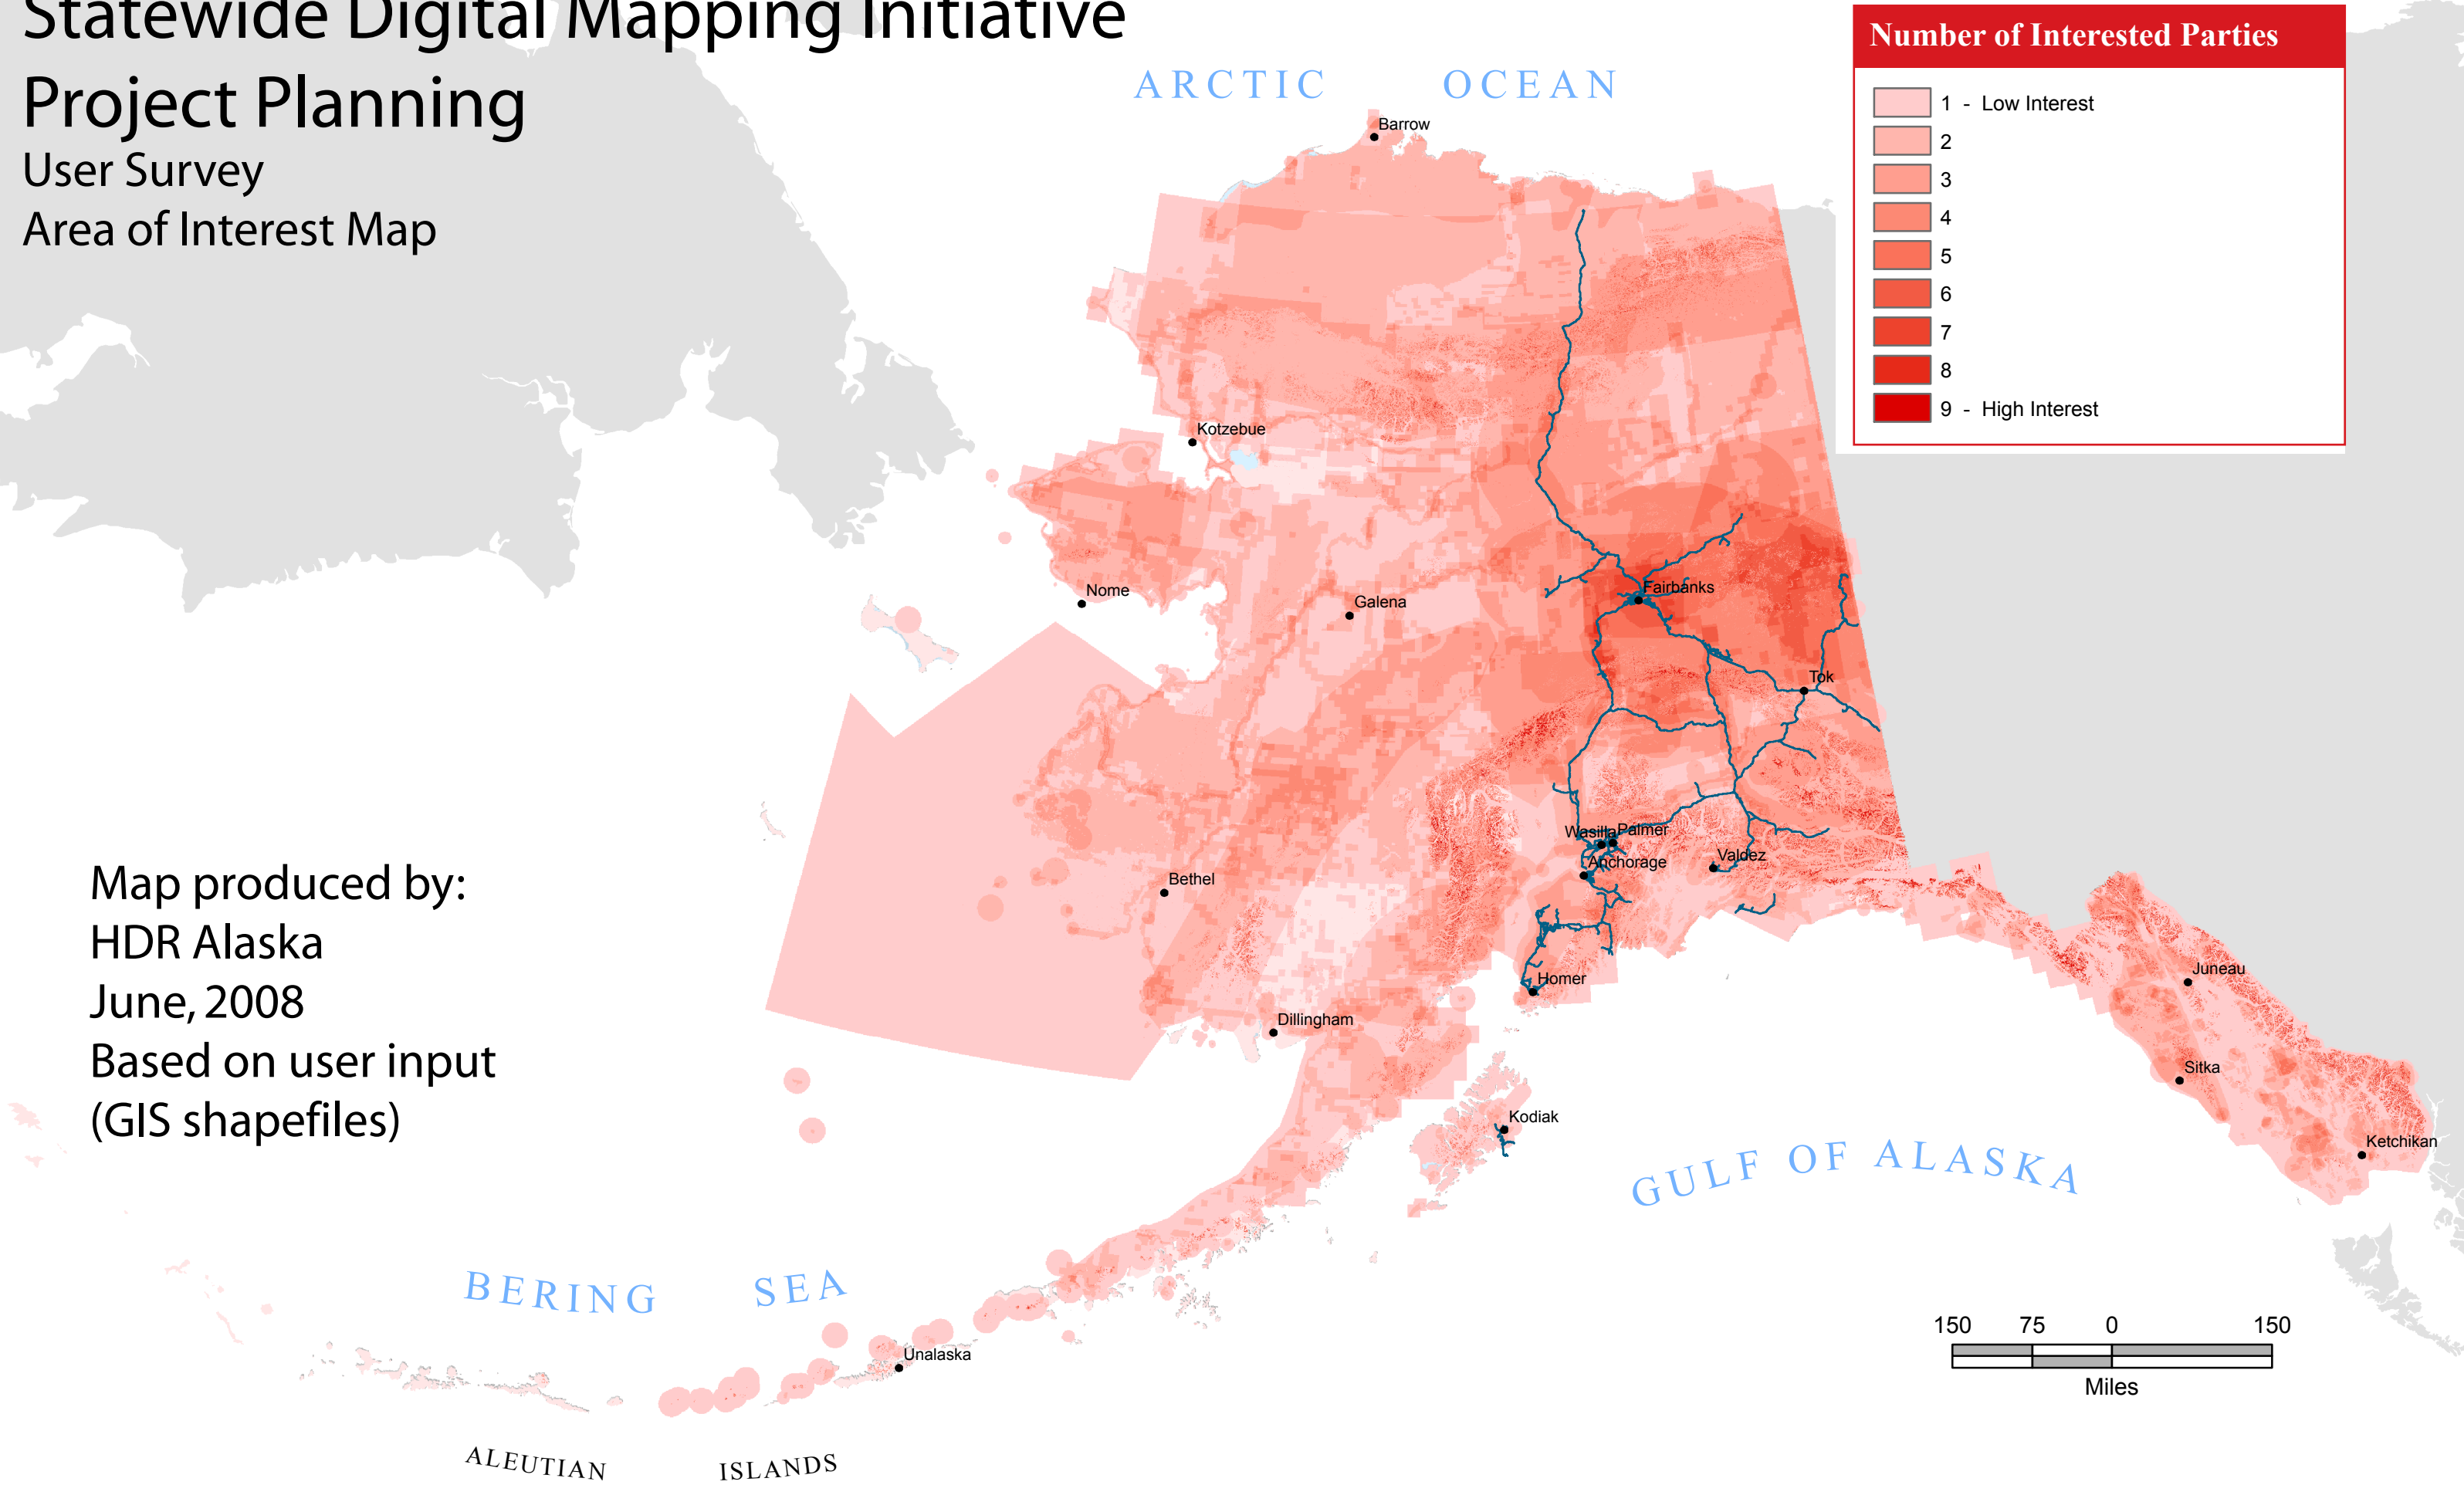 Statewide Digital Mapping Initiative
Project Planning
User Survey
Area of Interest Map
Number of Interested Parties
1 - Low Interest
2
3
4
5
6
7
8
9 - High Interest
ARCTIC OCEAN
Barrow
Kotzebue
Nome
Galena
Fairbanks
Tok
Wasilla
Palmer
Anchorage
Valdez
Bethel
Homer
Dillingham
Juneau
Sitka
Kodiak
Ketchikan
GULF OF ALASKA
Map produced by:
HDR Alaska
June, 2008
Based on user input
(GIS shapefiles)
BERING SEA
Unalaska
ALEUTIAN ISLANDS
150 75 0 150
Miles